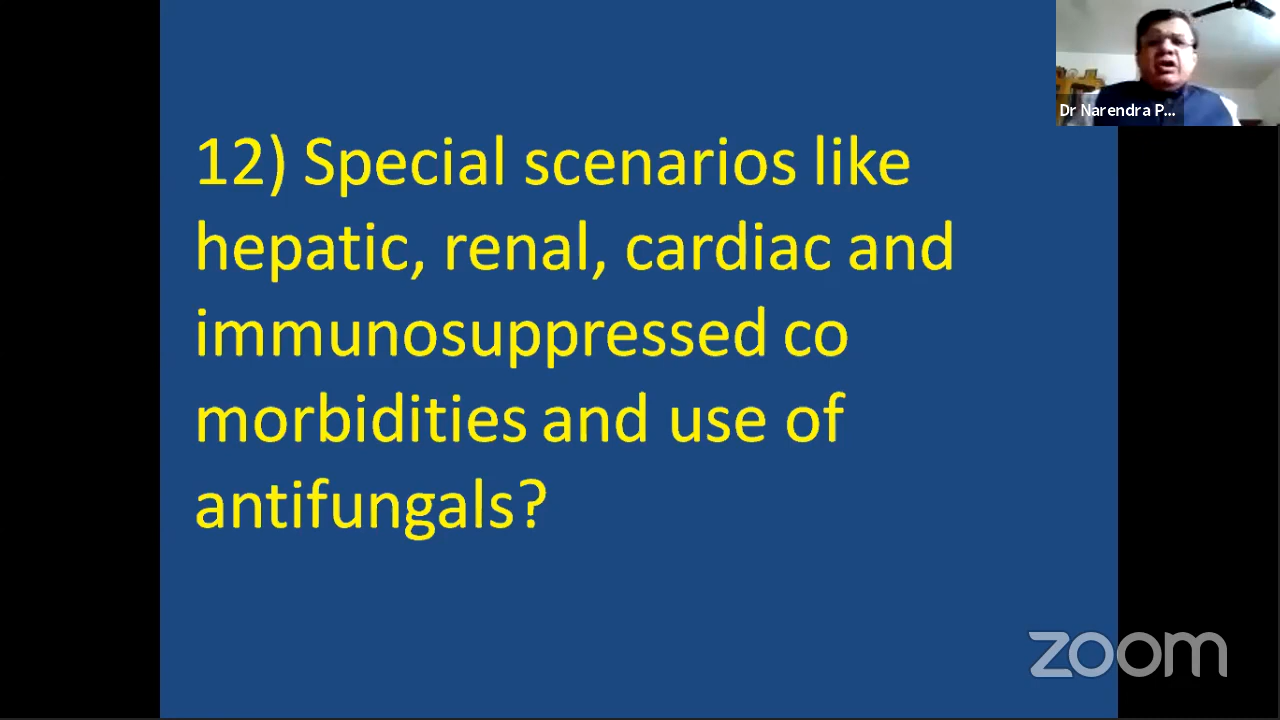 12) Special scenarios like
hepatic, renal, cardiac and
immunosuppressed co
morbidities and use of
antifungals?
Dr Narendra P...
zoom